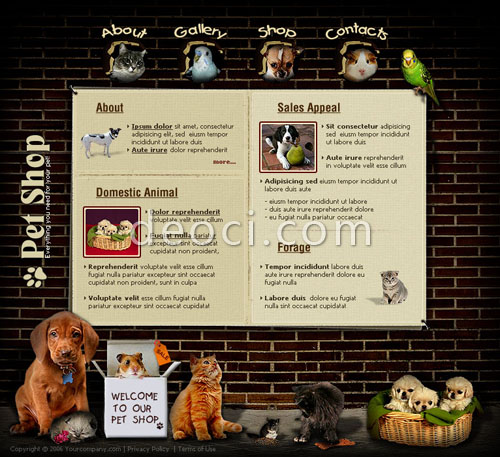 About Gallery Shop Contacts
Pet Shop
Everything you need for your pet!
About
Ipsum dolor sit amet, consectetur
adipisicing elit, sed eiusm tempor
incididunt ut labore duis
Aute irure dolor reprehenderit
more...
Domestic Animal
Dolor reprehenderit
voluptate velit esse cillum
Fugiat nulla pariatur
excepteur sint occaecat
cupidatat non proident,
Reprehenderit voluptate velit esse cillum
fugiat nulla pariatur excepteur sint occaecat
cupidatat non proident, sunt in culpa
Voluptate velit esse cillum fugiat nulla
pariatur excepteur sint occaecat cupidatat
Sales Appeal
Sit consectetur adipisicing
sed eiusm tempor
incididunt ut labore
Aute irure reprehenderit
in voluptate velit esse
Adipisicing sed eiusm tempor incididunt ut
labore duis aute
- eiusm tempor incididunt ut labore et dolore
- duis aute irure reprehenderit dolore
- eu fugiat nulla pariatur occaecat
Forage
Tempor incididunt labore duis
aute irure dolore reprehenderit eu fugiat
nulla
Labore duis dolore eu fugiat
nulla sint occaecat cupidatat
deoci.com
SALE
WELCOME
TO OUR
PET SHOP
Copyright © 2006 Yourcompany.com | Privacy Policy | Terms of Use